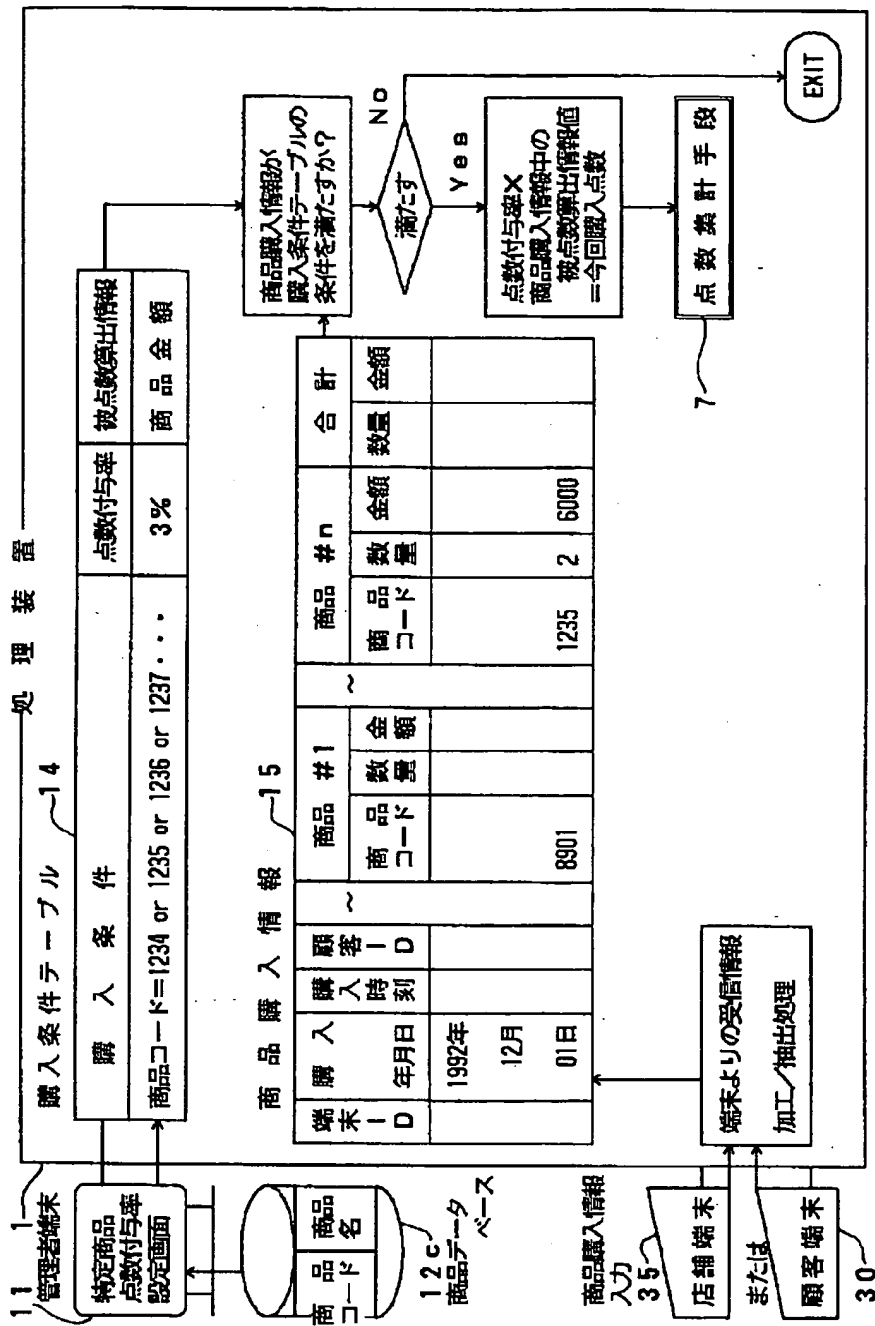 処理装置
1
11
管理者端末
特定商品
点数付与率
設定画面
商品コード
商品名
12c
商品データベース
購入条件テーブル 14
購入条件
点数付与率
被点数算出情報
商品コード=1234 or 1235 or 1236 or 1237・・・
3%
商品金額
商品購入情報 15
端末ID
購入年月日
購入時刻
顧客ID
~
商品 #1
商品コード
数量
金額
~
商品 #n
商品コード
数量
金額
合計
数量
金額
1992年
12月
01日
8901
1235
2
6000
商品購入情報が
購入条件テーブルの
条件を満たすか?
満たす
No
Yes
点数付与率×
商品購入情報中の
被点数算出情報値
=今回購入点数
点数集計手段
7
EXIT
商品購入情報
入力
35
店舗端末
または
顧客端末
30
端末よりの受信情報
加工/抽出処理